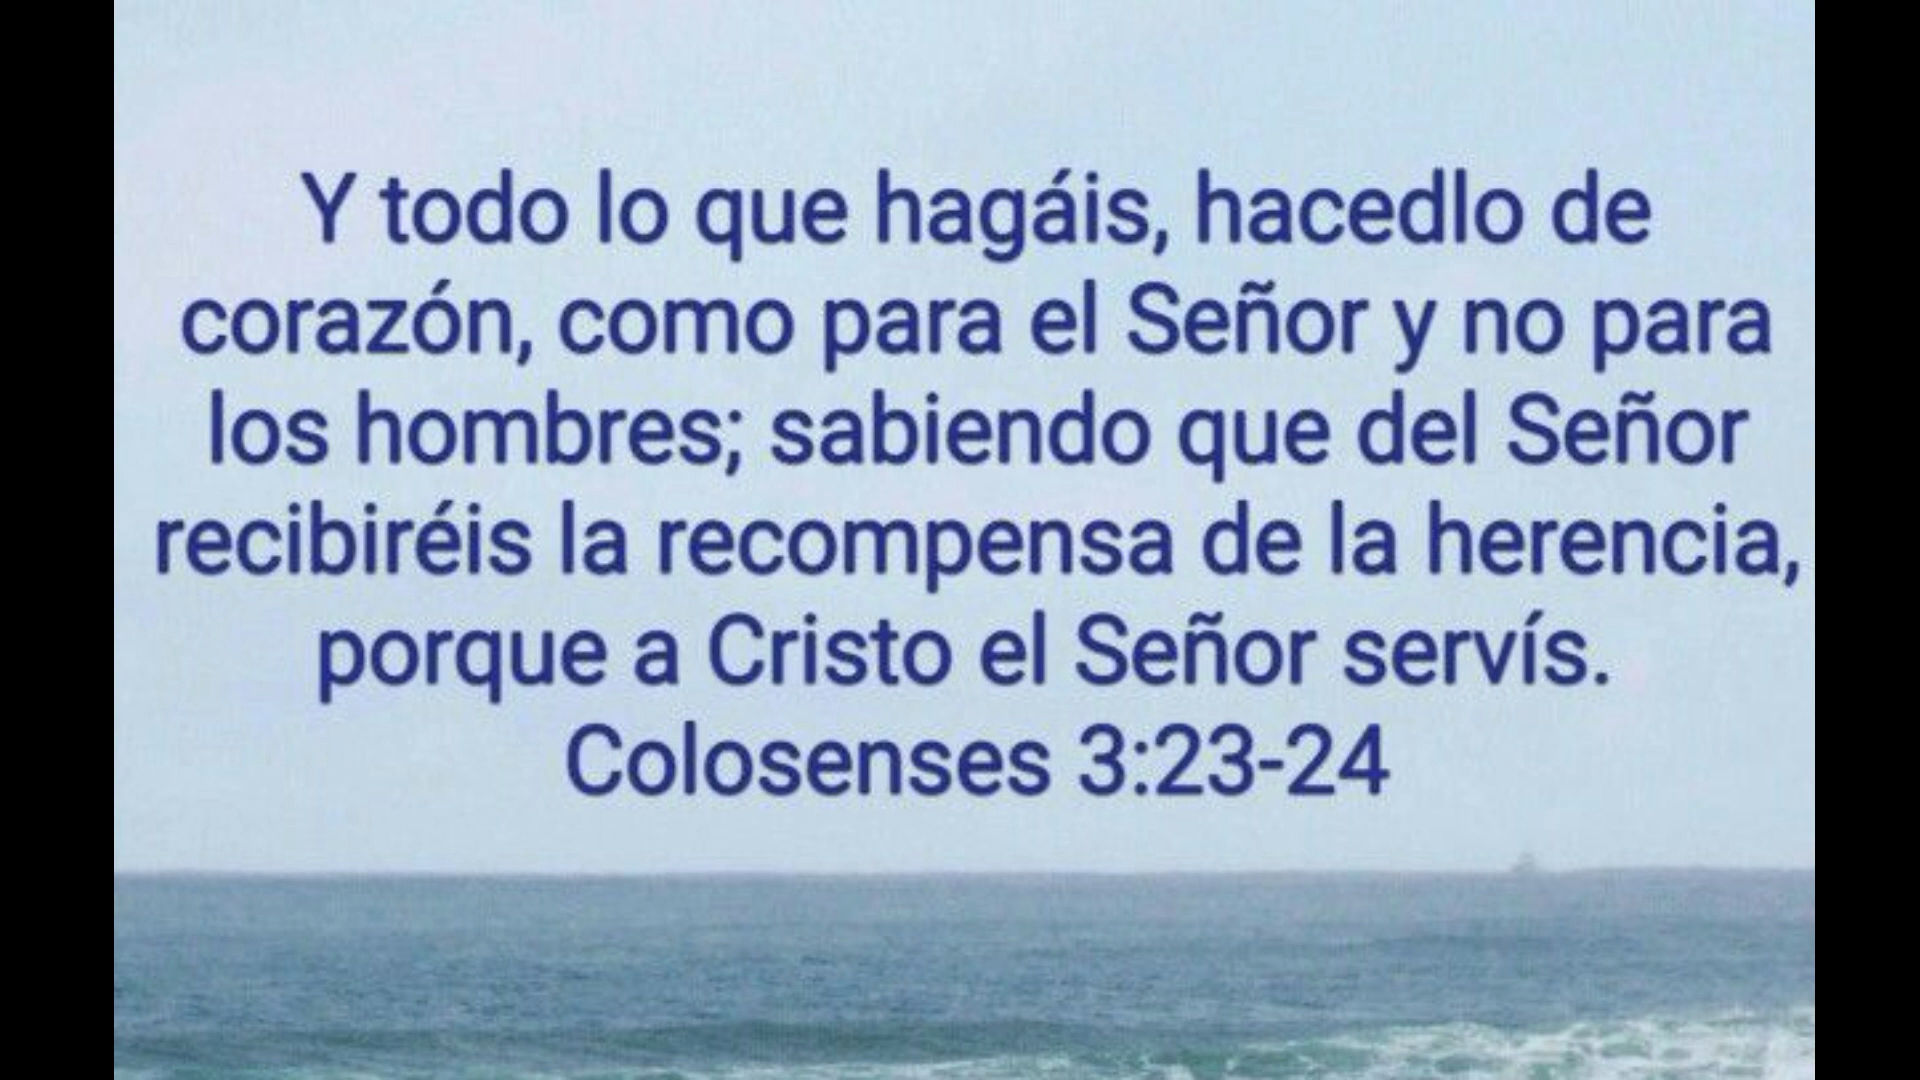 Y todo lo que hagáis, hacedlo de
corazón, como para el Señor y no para
los hombres; sabiendo que del Señor
recibiréis la recompensa de la herencia,
porque a Cristo el Señor servís.
Colosenses 3:23-24